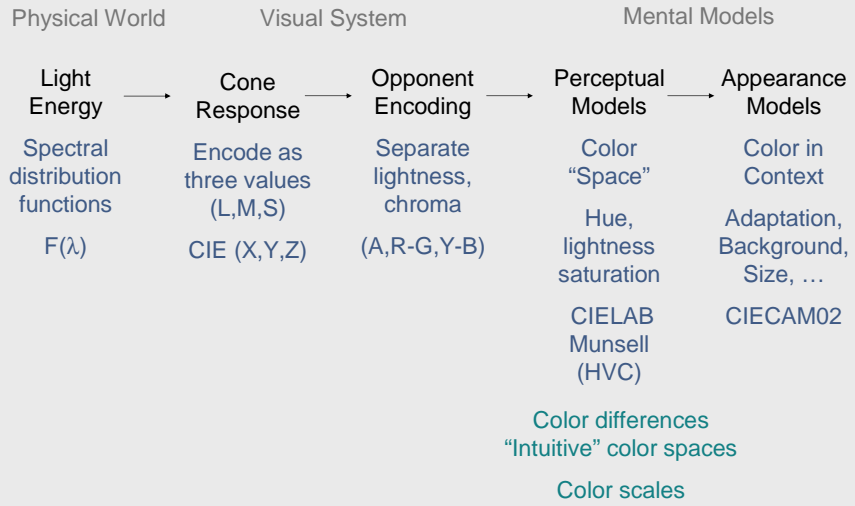 Physical World
Visual System
Mental Models
Light
Energy
Spectral
distribution
functions
F(λ)
Cone
Response
Encode as
three values
(L,M,S)
CIE (X,Y,Z)
Opponent
Encoding
Separate
lightness,
chroma
(A,R-G,Y-B)
Perceptual
Models
Color
“Space”
Hue,
lightness
saturation
CIELAB
Munsell
(HVC)
Appearance
Models
Color in
Context
Adaptation,
Background,
Size, …
CIECAM02
Color differences
“Intuitive” color spaces
Color scales